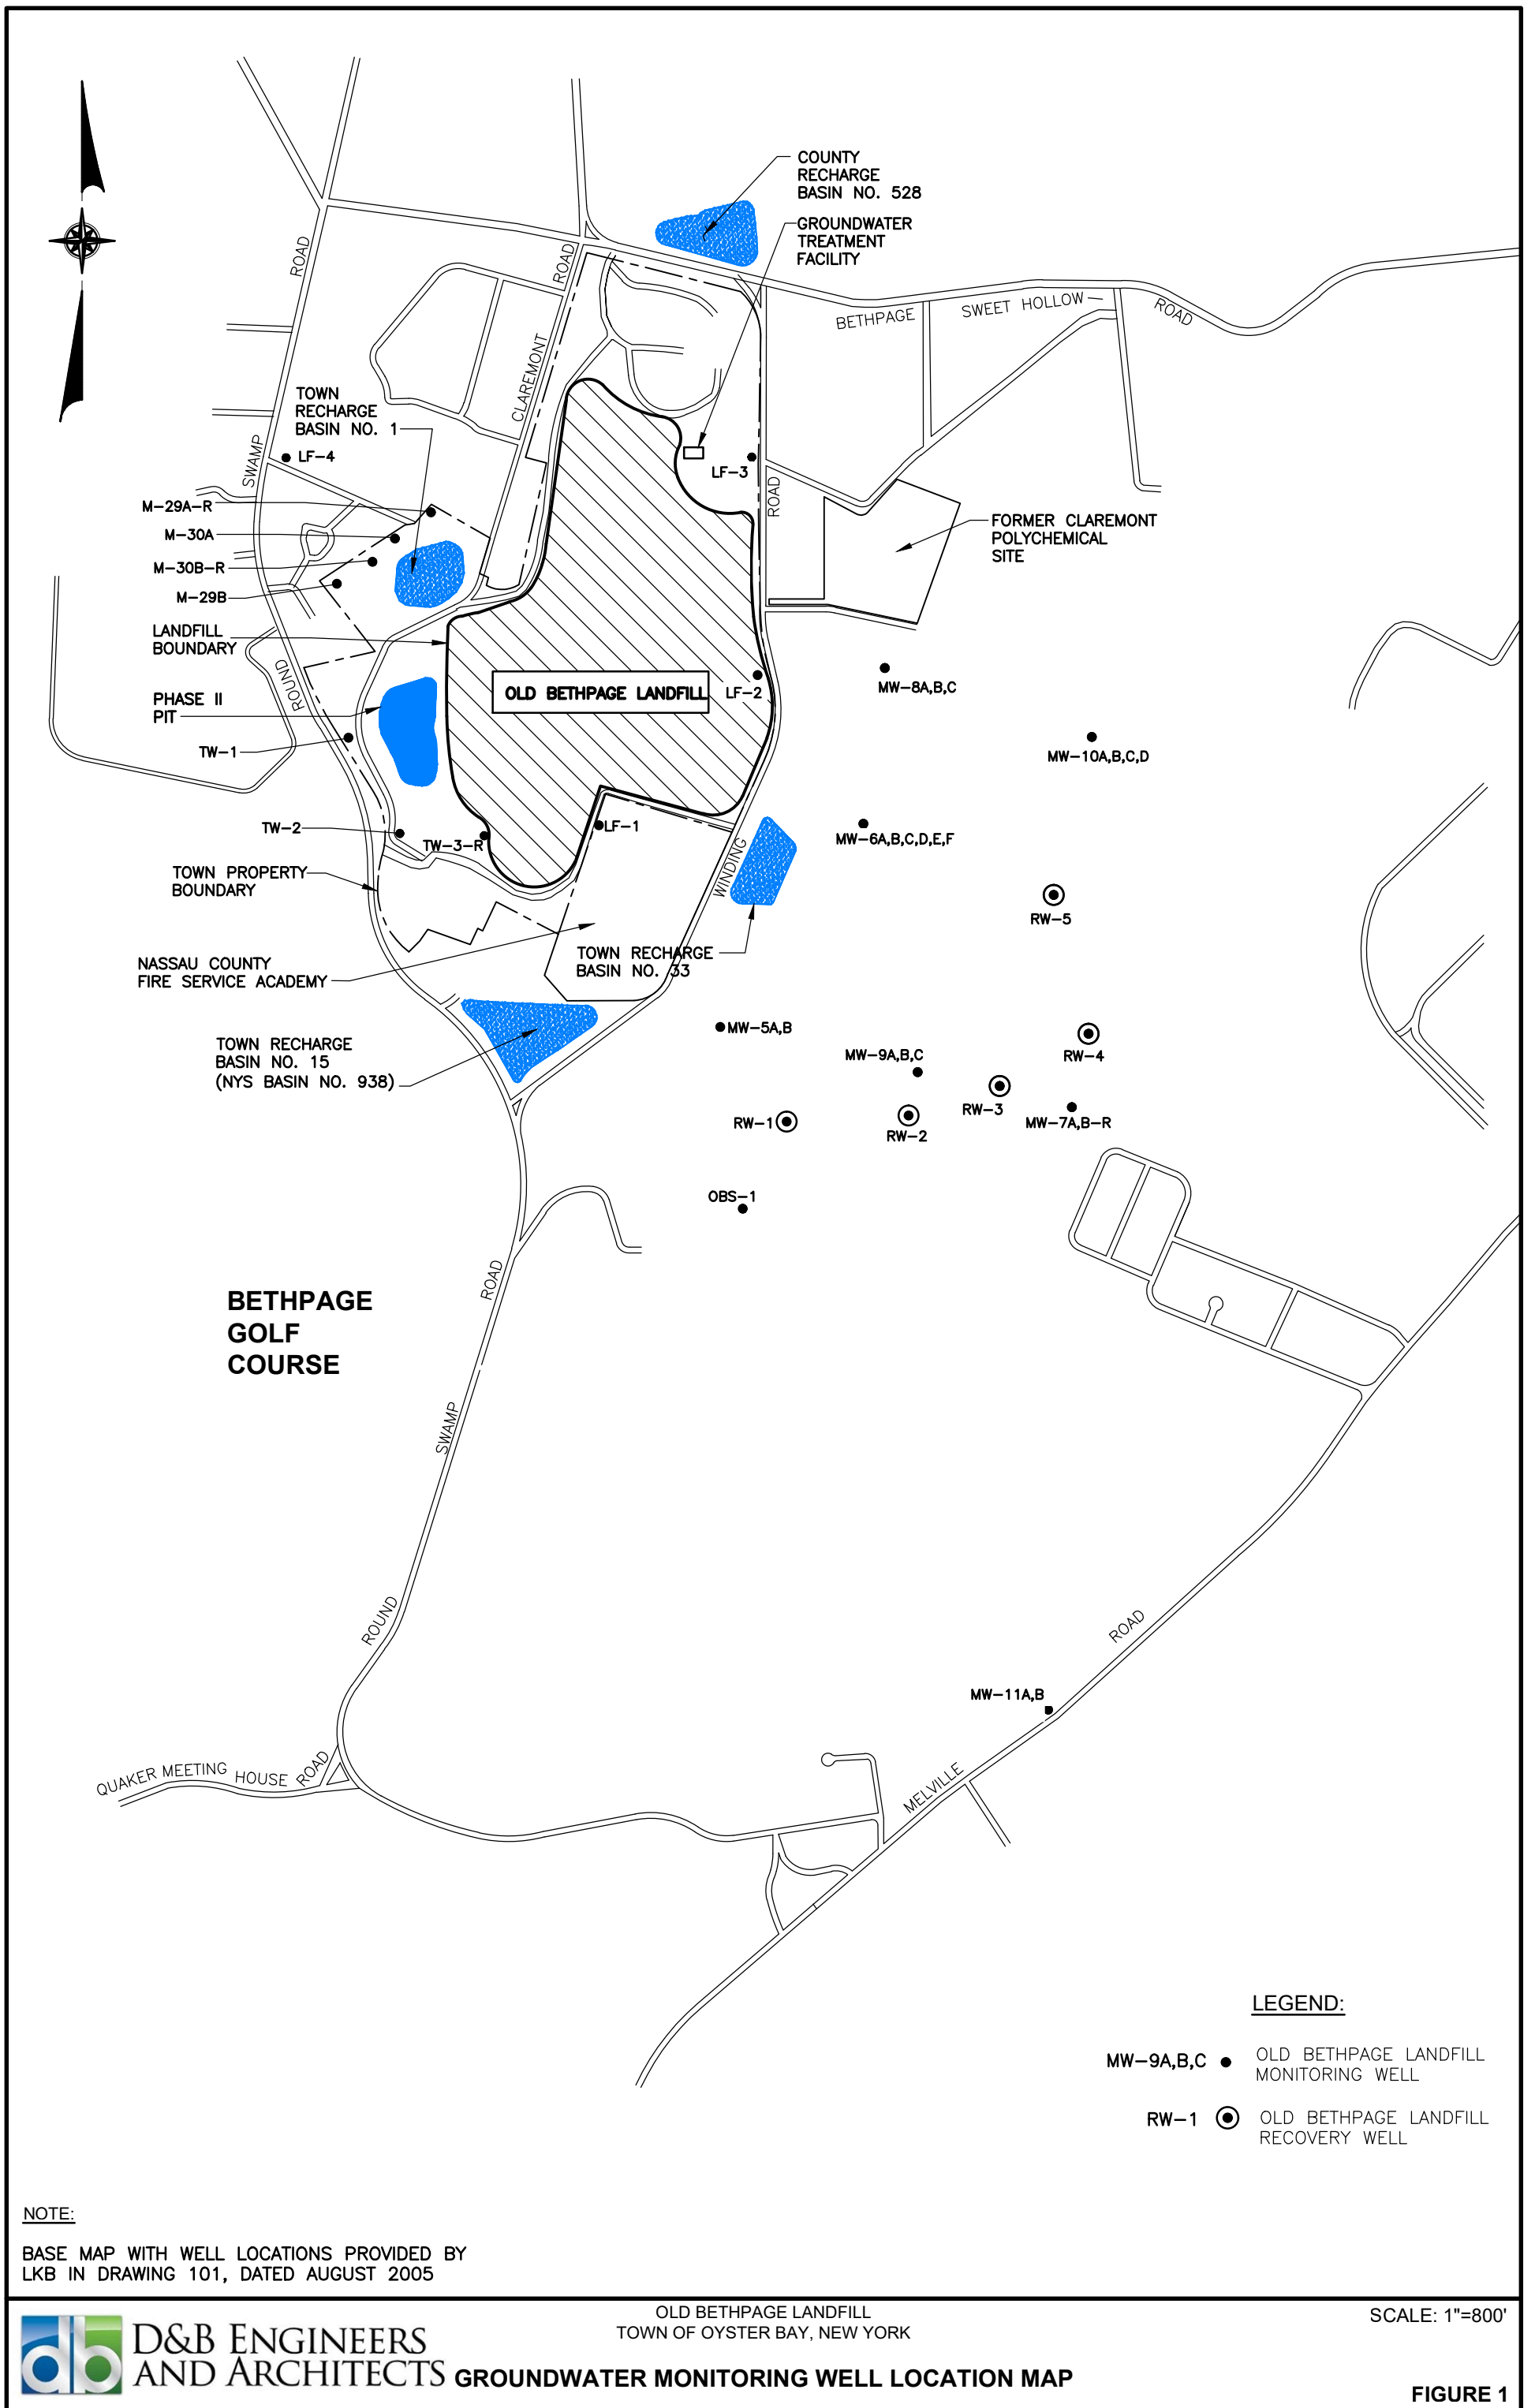 COUNTY
RECHARGE
BASIN NO. 528
GROUNDWATER
TREATMENT
FACILITY
ROAD
ROAD
BETHPAGE
SWEET HOLLOW
ROAD
CLAREMONT
TOWN
RECHARGE
BASIN NO. 1
SWAMP
LF-4
LF-3
ROAD
M-29A-R
M-30A
M-30B-R
M-29B
FORMER CLAREMONT
POLYCHEMICAL
SITE
LANDFILL
BOUNDARY
ROUND
OLD BETHPAGE LANDFILL
LF-2
MW-8A,B,C
PHASE II
PIT
TW-1
MW-10A,B,C,D
TW-2
TW-3-R
LF-1
WINDING
MW-6A,B,C,D,E,F
TOWN PROPERTY
BOUNDARY
RW-5
NASSAU COUNTY
FIRE SERVICE ACADEMY
TOWN RECHARGE
BASIN NO. 33
TOWN RECHARGE
BASIN NO. 15
(NYS BASIN NO. 938)
MW-5A,B
MW-9A,B,C
RW-4
RW-3
RW-1
RW-2
MW-7A,B-R
OBS-1
ROAD
BETHPAGE
GOLF
COURSE
SWAMP
ROUND
ROAD
MW-11A,B
QUAKER MEETING HOUSE ROAD
MELVILLE
LEGEND:
MW-9A,B,C OLD BETHPAGE LANDFILL
MONITORING WELL
RW-1 OLD BETHPAGE LANDFILL
RECOVERY WELL
NOTE:
BASE MAP WITH WELL LOCATIONS PROVIDED BY
LKB IN DRAWING 101, DATED AUGUST 2005
db
D&B ENGINEERS
AND ARCHITECTS
OLD BETHPAGE LANDFILL
TOWN OF OYSTER BAY, NEW YORK
GROUNDWATER MONITORING WELL LOCATION MAP
SCALE: 1"=800'
FIGURE 1